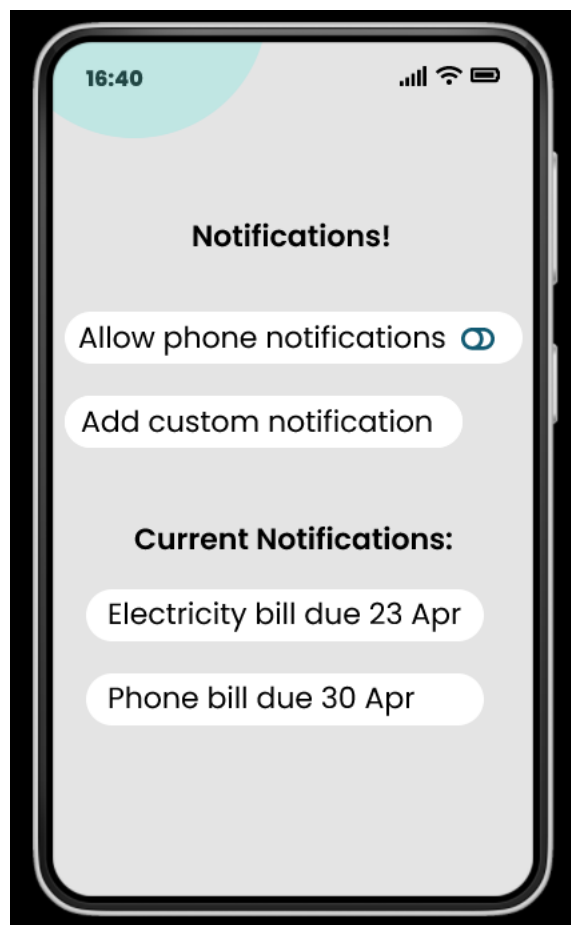 16:40
Notifications!
Allow phone notifications
Add custom notification
Current Notifications:
Electricity bill due 23 Apr
Phone bill due 30 Apr